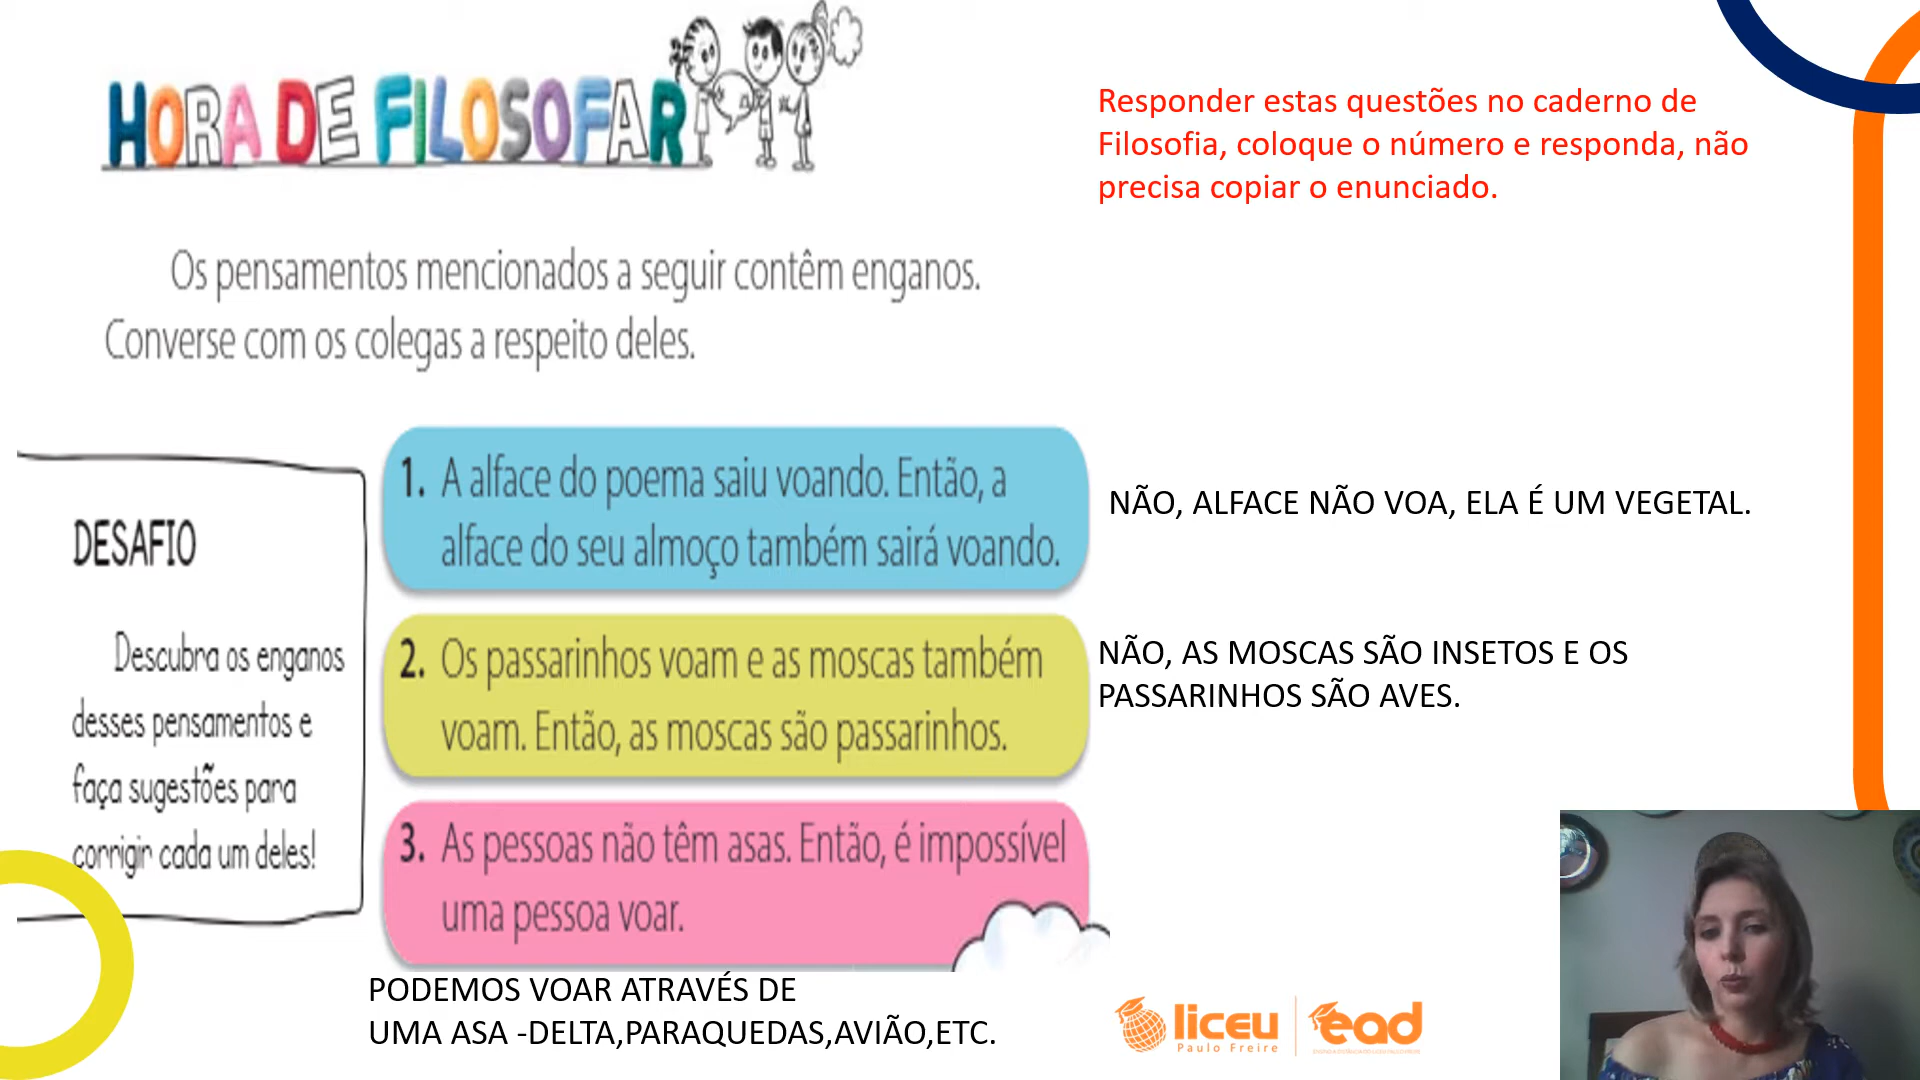 HORA DE FILOSOFAR
Responder estas questões no caderno de
Filosofia, coloque o número e responda, não
precisa copiar o enunciado.
Os pensamentos mencionados a seguir contêm enganos.
Converse com os colegas a respeito deles.
DESAFIO
Descubra os enganos
desses pensamentos e
faça sugestões para
corrigir cada um deles!
1. A alface do poema saiu voando. Então, a
alface do seu almoço também sairá voando.
NÃO, ALFACE NÃO VOA, ELA É UM VEGETAL.
2. Os passarinhos voam e as moscas também
voam. Então, as moscas são passarinhos.
NÃO, AS MOSCAS SÃO INSETOS E OS
PASSARINHOS SÃO AVES.
3. As pessoas não têm asas. Então, é impossível
uma pessoa voar.
PODEMOS VOAR ATRAVÉS DE
UMA ASA -DELTA,PARAQUEDAS,AVIÃO,ETC.
liceu
Paulo Freire
ead